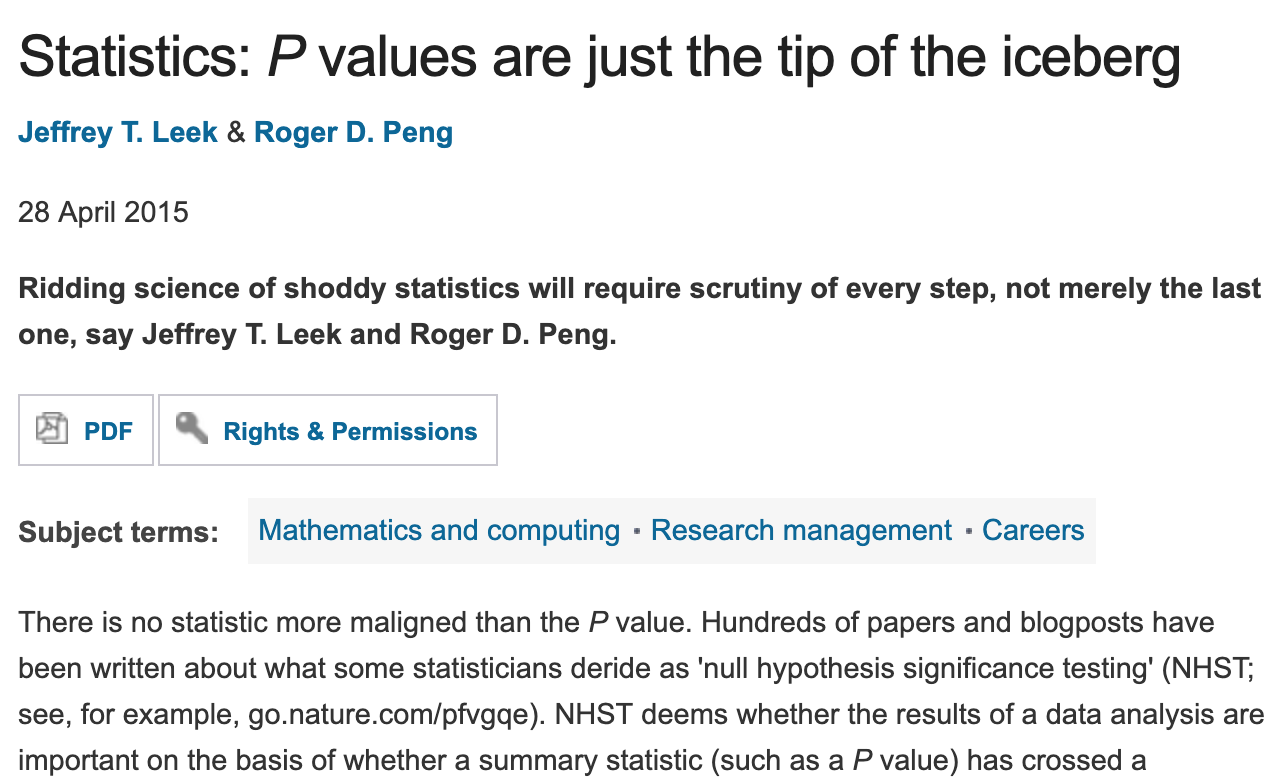 Statistics: P values are just the tip of the iceberg
Jeffrey T. Leek & Roger D. Peng
28 April 2015
Ridding science of shoddy statistics will require scrutiny of every step, not merely the last
one, say Jeffrey T. Leek and Roger D. Peng.
PDF Rights & Permissions
Subject terms: Mathematics and computing · Research management · Careers
There is no statistic more maligned than the P value. Hundreds of papers and blogposts have
been written about what some statisticians deride as 'null hypothesis significance testing' (NHST;
see, for example, go.nature.com/pfvgqe). NHST deems whether the results of a data analysis are
important on the basis of whether a summary statistic (such as a P value) has crossed a